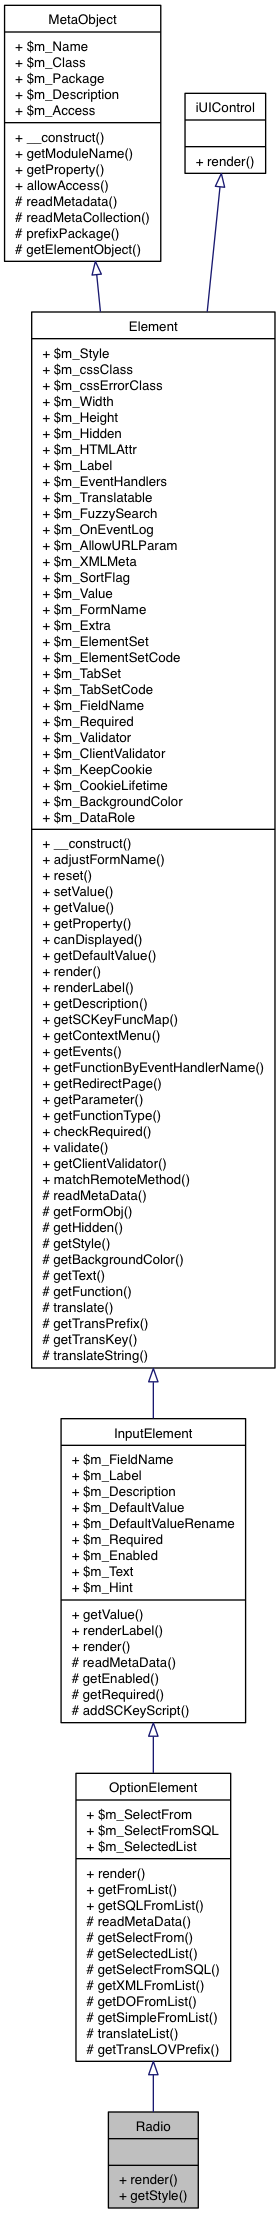 MetaObject
+ $m_Name
+ $m_Class
+ $m_Package
+ $m_Description
+ $m_Access
+ __construct()
+ getModuleName()
+ getProperty()
+ allowAccess()
# readMetadata()
# readMetaCollection()
# prefixPackage()
# getElementObject()
iUIControl
+ render()
Element
+ $m_Style
+ $m_cssClass
+ $m_cssErrorClass
+ $m_Width
+ $m_Height
+ $m_Hidden
+ $m_HTMLAttr
+ $m_Label
+ $m_EventHandlers
+ $m_Translatable
+ $m_FuzzySearch
+ $m_OnEventLog
+ $m_AllowURLParam
+ $m_XMLMeta
+ $m_SortFlag
+ $m_Value
+ $m_FormName
+ $m_Extra
+ $m_ElementSet
+ $m_ElementSetCode
+ $m_TabSet
+ $m_TabSetCode
+ $m_FieldName
+ $m_Required
+ $m_Validator
+ $m_ClientValidator
+ $m_KeepCookie
+ $m_CookieLifetime
+ $m_BackgroundColor
+ $m_DataRole
+ __construct()
+ adjustFormName()
+ reset()
+ setValue()
+ getValue()
+ getProperty()
+ canDisplayed()
+ getDefaultValue()
+ render()
+ renderLabel()
+ getDescription()
+ getSCKeyFuncMap()
+ getContextMenu()
+ getEvents()
+ getFunctionByEventHandlerName()
+ getRedirectPage()
+ getParameter()
+ getFunctionType()
+ checkRequired()
+ validate()
+ getClientValidator()
+ matchRemoteMethod()
# readMetaData()
# getFormObj()
# getHidden()
# getStyle()
# getBackgroundColor()
# getText()
# getFunction()
# translate()
# getTransPrefix()
# getTransKey()
# translateString()
InputElement
+ $m_FieldName
+ $m_Label
+ $m_Description
+ $m_DefaultValue
+ $m_DefaultValueRename
+ $m_Required
+ $m_Enabled
+ $m_Text
+ $m_Hint
+ getValue()
+ renderLabel()
+ render()
# readMetaData()
# getEnabled()
# getRequired()
# addSCKeyScript()
OptionElement
+ $m_SelectFrom
+ $m_SelectFromSQL
+ $m_SelectedList
+ render()
+ getFromList()
+ getSQLFromList()
# readMetaData()
# getSelectFrom()
# getSelectedList()
# getSelectFromSQL()
# getXMLFromList()
# getDOFromList()
# getSimpleFromList()
# translateList()
# getTransLOVPrefix()
Radio
+ render()
+ getStyle()